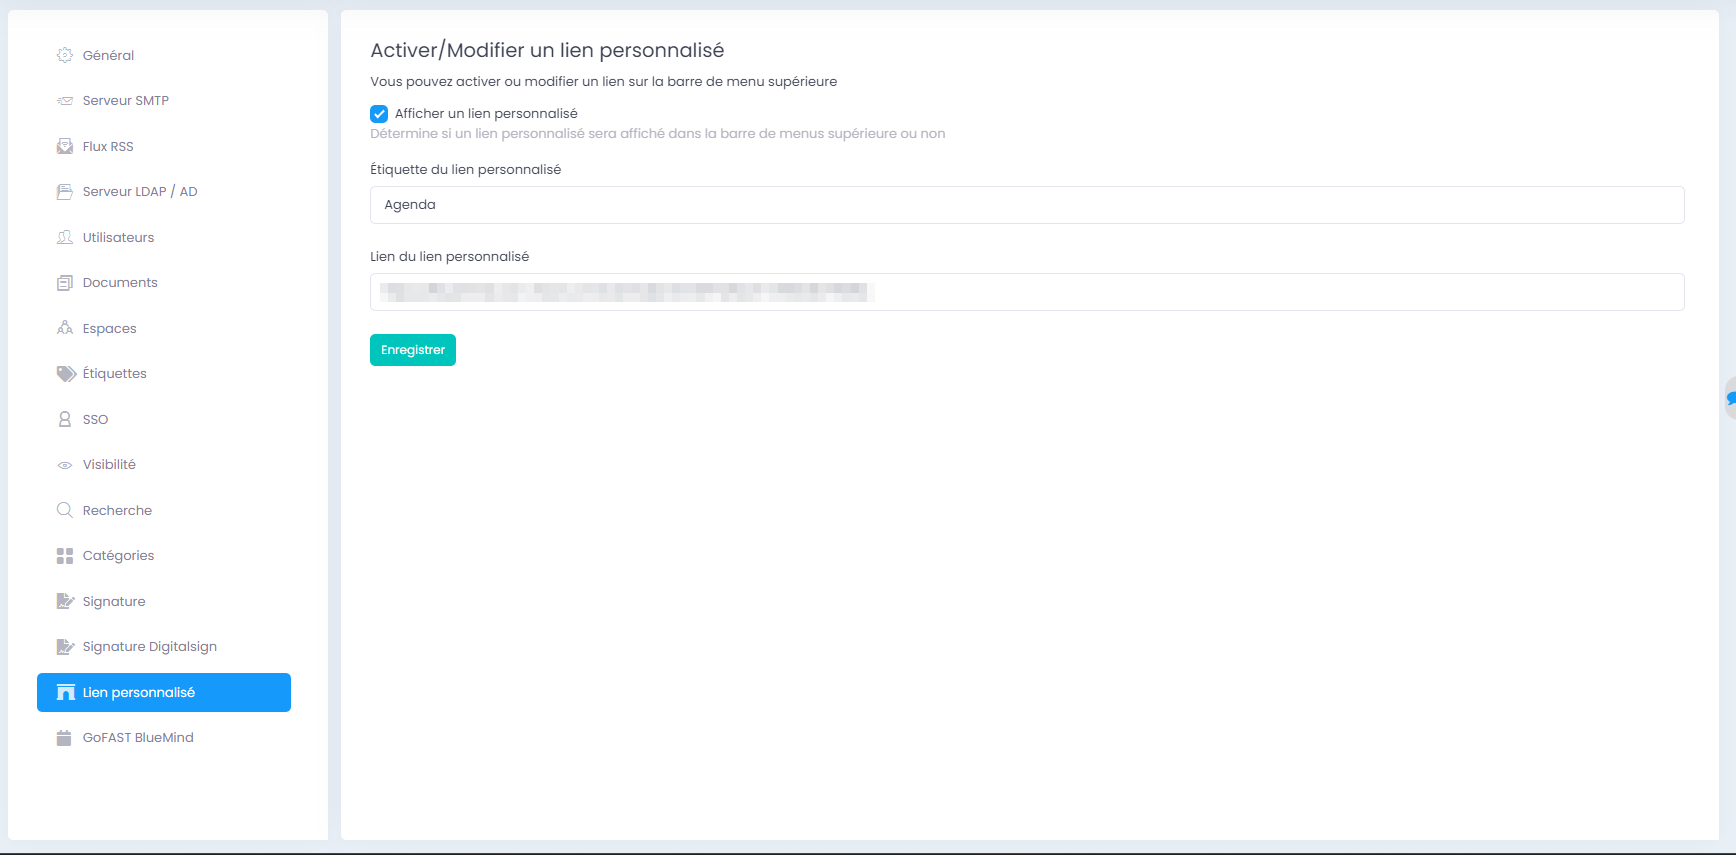 Général
Serveur SMTP
Flux RSS
Serveur LDAP / AD
Utilisateurs
Documents
Espaces
Étiquettes
SSO
Visibilité
Recherche
Catégories
Signature
Signature Digitalsign
Lien personnalisé
GoFAST BlueMind
Activer/Modifier un lien personnalisé
Vous pouvez activer ou modifier un lien sur la barre de menu supérieure
Afficher un lien personnalisé
Détermine si un lien personnalisé sera affiché dans la barre de menus supérieure ou non
Étiquette du lien personnalisé
Agenda
Lien du lien personnalisé
Enregistrer